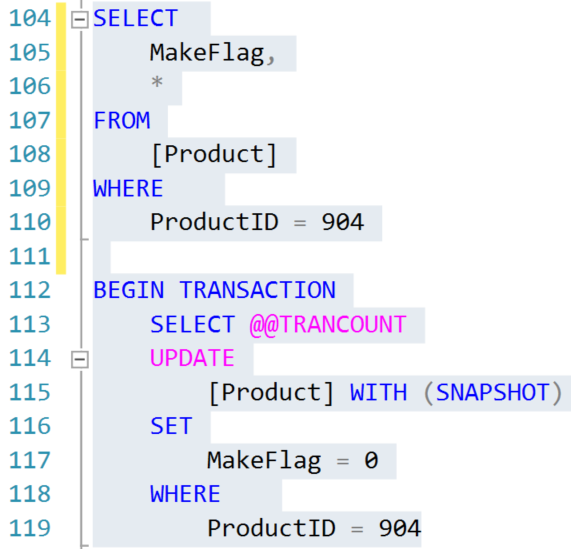 104 SELECT
105 MakeFlag,
106 *
107 FROM
108 [Product]
109 WHERE
110 ProductID = 904
111
112 BEGIN TRANSACTION
113 SELECT @@TRANCOUNT
114 UPDATE
115 [Product] WITH (SNAPSHOT)
116 SET
117 MakeFlag = 0
118 WHERE
119 ProductID = 904